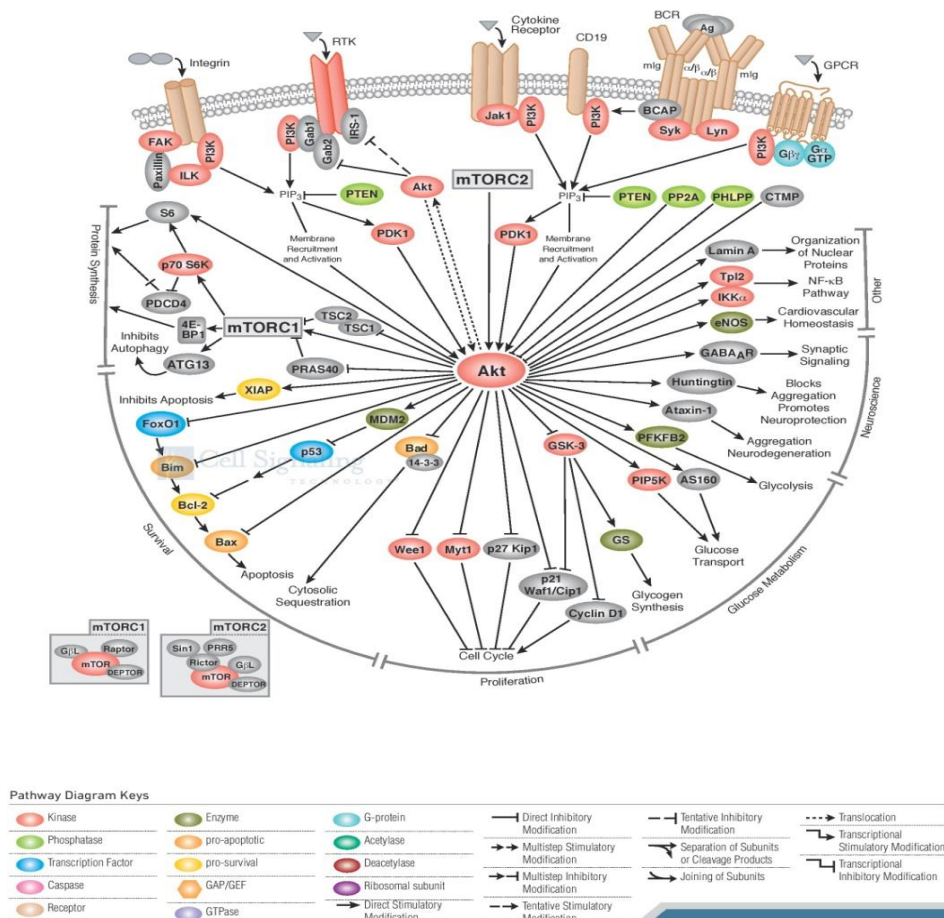 Integrin
RTK
Cytokine
Receptor
CD19
BCR
Ag
mIg
α/β
α/β
mIg
GPCR
FAK
Paxillin
ILK
PI3K
PI3K
Gab1
Gab2
IRS-1
Jak1
PI3K
PI3K
BCAP
Syk
Lyn
PI3K
Gβγ
Gα
GTP
PIP3
PTEN
Akt
mTORC2
PIP3
PTEN
PP2A
PHLPP
CTMP
PDK1
PDK1
Membrane
Recruitment
and Activation
Membrane
Recruitment
and Activation
Protein Synthesis
S6
p70 S6K
PDCD4
4E-
BP1
mTORC1
TSC2
TSC1
Inhibits
Autophagy
ATG13
PRAS40
Akt
Lamin A
Organization
of Nuclear
Proteins
Tpl2
IKKα
NF-κB
Pathway
eNOS
Cardiovascular
Homeostasis
Other
GABAAR
Synaptic
Signaling
Huntingtin
Blocks
Aggregation
Promotes
Neuroprotection
Ataxin-1
Aggregation
Neurodegeneration
Neuroscience
XIAP
Inhibits Apoptosis
FoxO1
MDM2
Bim
p53
Bad
14-3-3
Cell Signaling
TECHNOLOGY
Bcl-2
Bax
Apoptosis
Survival
Cytosolic
Sequestration
GSK-3
PFKFB2
Glycolysis
PIP5K
AS160
Glucose
Transport
GS
Glycogen
Synthesis
Glucose Metabolism
Wee1
Myt1
p27 Kip1
p21
Waf1/Cip1
Cyclin D1
Cell Cycle
Proliferation
mTORC1
GβL
Raptor
mTOR
DEPTOR
mTORC2
Sin1
PRR5
Rictor
GβL
mTOR
DEPTOR
Pathway Diagram Keys
Kinase
Phosphatase
Transcription Factor
Caspase
Receptor
Enzyme
pro-apoptotic
pro-survival
GAP/GEF
GTPase
G-protein
Acetylase
Deacetylase
Ribosomal subunit
Direct Stimulatory
Modification
Direct Inhibitory
Modification
Multistep Stimulatory
Modification
Multistep Inhibitory
Modification
Tentative Stimulatory
Modification
Tentative Inhibitory
Modification
Separation of Subunits
or Cleavage Products
Joining of Subunits
Translocation
Transcriptional
Stimulatory Modification
Transcriptional
Inhibitory Modification